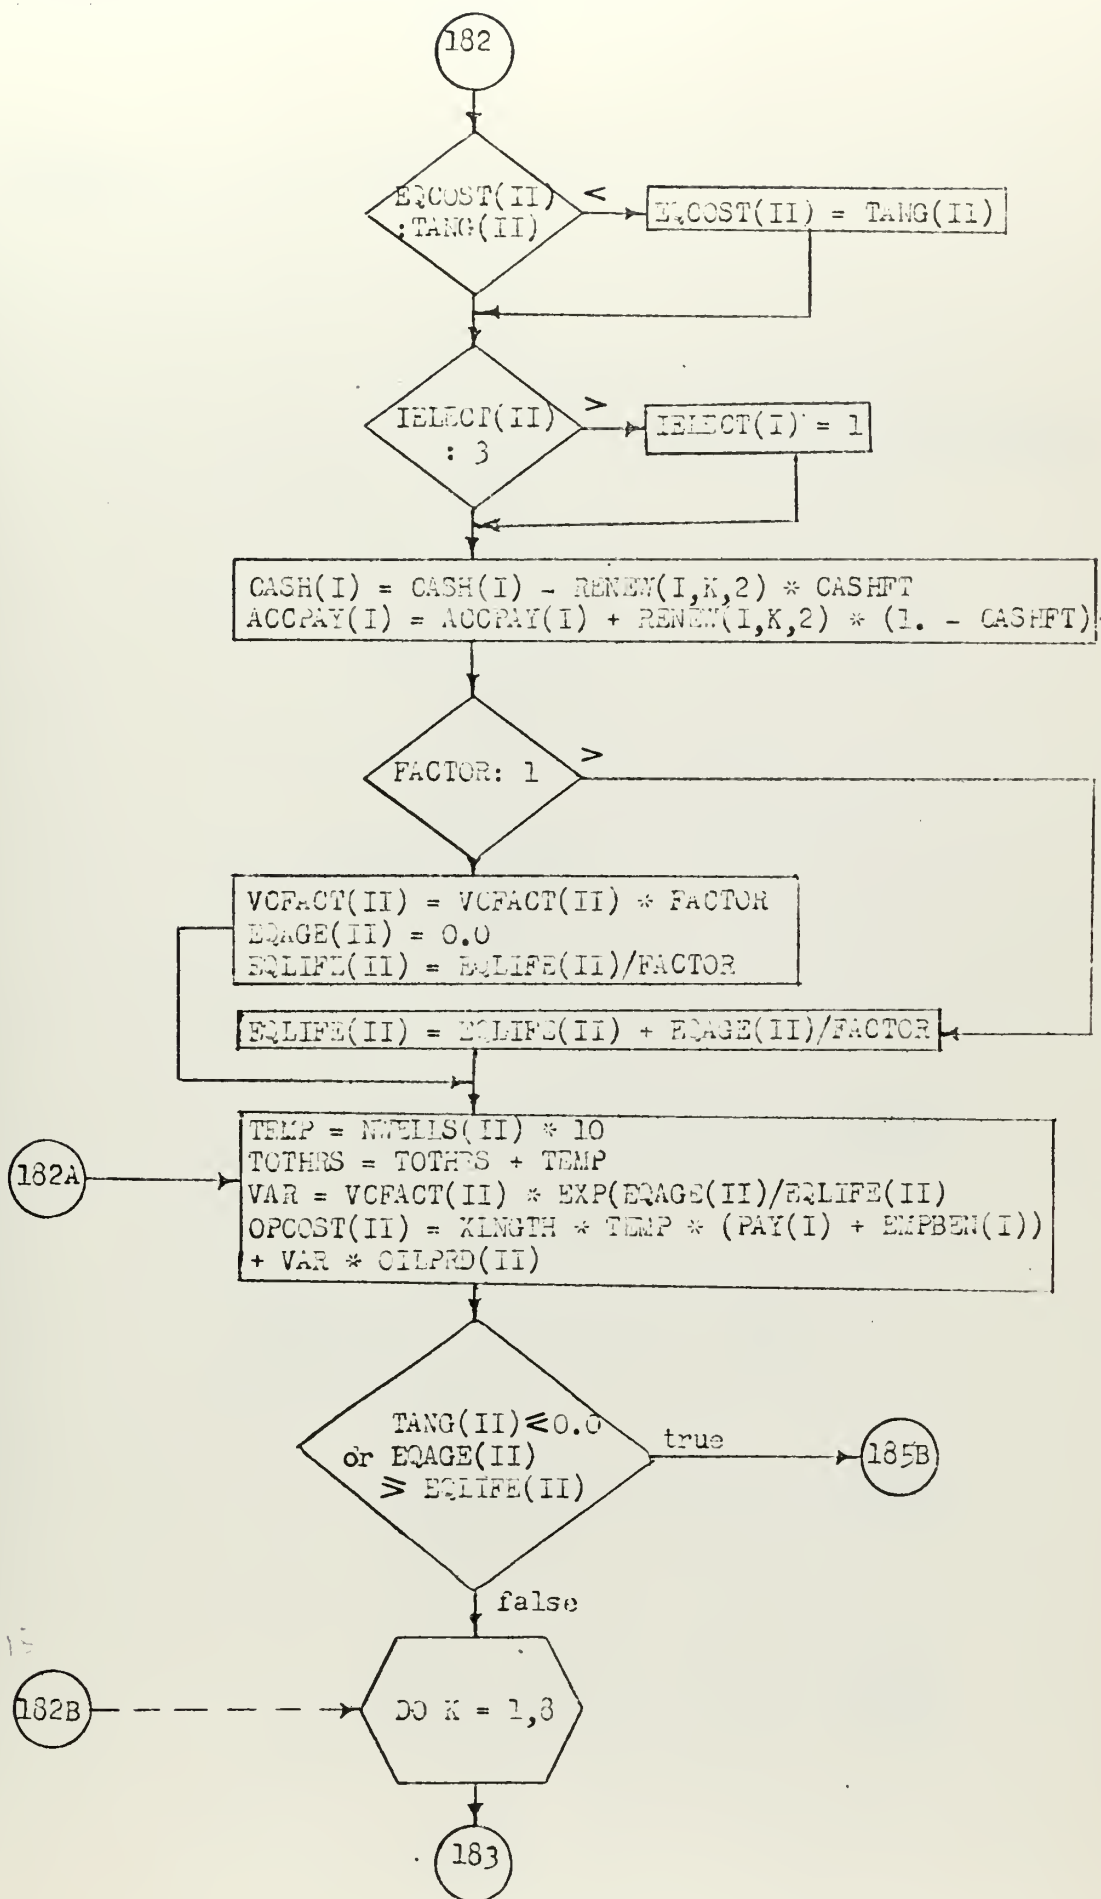 182
EQCOST(II)
:TANG(II)
<
EQCOST(II) = TANG(II)
IELECT(II)
: 3
>
IELECT(I) = 1
CASH(I) = CASH(I) - RENEW(I,K,2) * CASHFT
ACCPAY(I) = ACCPAY(I) + RENEW(I,K,2) * (1. - CASHFT)
FACTOR: 1
>
VCFACT(II) = VCFACT(II) * FACTOR
EQAGE(II) = 0.0
EQLIFE(II) = EQLIFE(II)/FACTOR
EQLIFE(II) = EQLIFE(II) + EQAGE(II)/FACTOR
182A
TEMP = NWELLS(II) * 10
TOTHRS = TOTHRS + TEMP
VAR = VCFACT(II) * EXP(EQAGE(II)/EQLIFE(II)
OPCOST(II) = XLNGTH * TEMP * (PAY(I) + EMPBEN(I))
+ VAR * OILPRD(II)
TANG(II)≤0.0
or EQAGE(II)
≥ EQLIFE(II)
true
185B
false
182B
DO K = 1,8
183